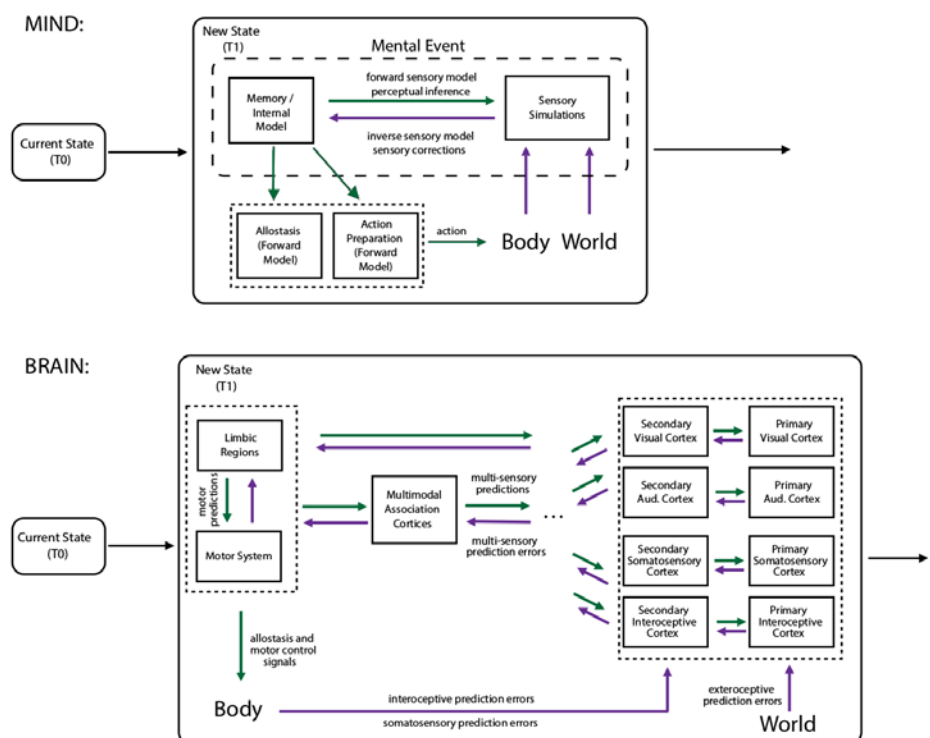 MIND:
New State
(T1)
Mental Event
Memory /
Internal
Model
forward sensory model
perceptual inference
inverse sensory model
sensory corrections
Sensory
Simulations
Current State
(T0)
Allostasis
(Forward
Model)
Action
Preparation
(Forward
Model)
action
Body
World
BRAIN:
New State
(T1)
Limbic
Regions
motor
predictions
Motor System
Multimodal
Association
Cortices
multi-sensory
predictions
multi-sensory
prediction errors
...
Secondary
Visual Cortex
Primary
Visual Cortex
Secondary
Aud. Cortex
Primary
Aud. Cortex
Secondary
Somatosensory
Cortex
Primary
Somatosensory
Cortex
Secondary
Interoceptive
Cortex
Primary
Interoceptive
Cortex
Current State
(T0)
allostasis and
motor control
signals
Body
interoceptive prediction errors
somatosensory prediction errors
exteroceptive
prediction errors
World